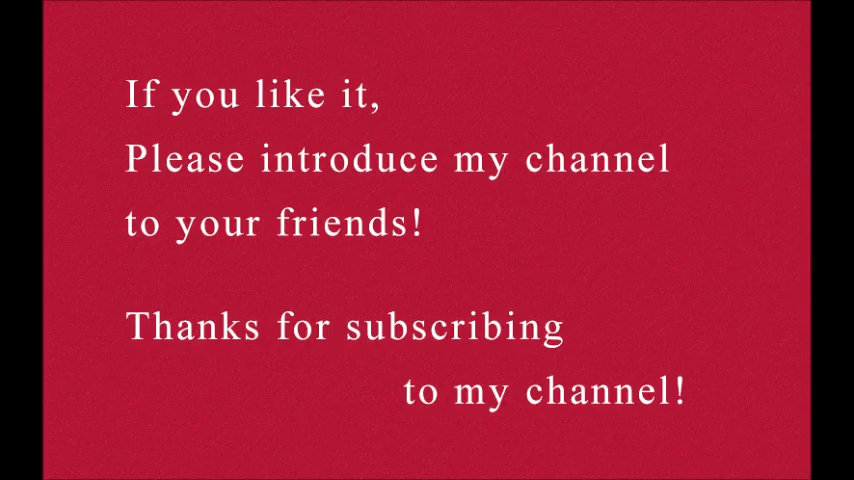 If you like it,
Please introduce my channel
to your friends!
Thanks for subscribing
to my channel!